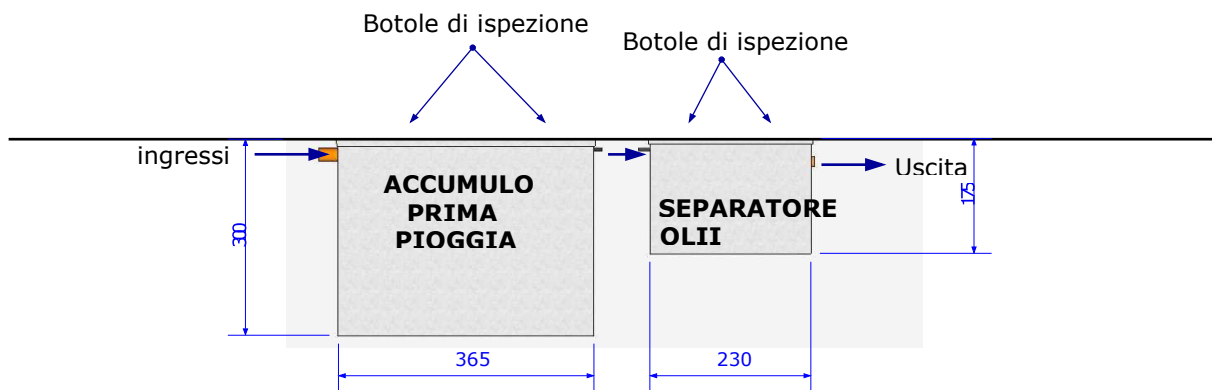 Botole di ispezione
Botole di ispezione
ingressi
Uscita
ACCUMULO
PRIMA
PIOGGIA
SEPARATORE
OLII
300
175
365
230